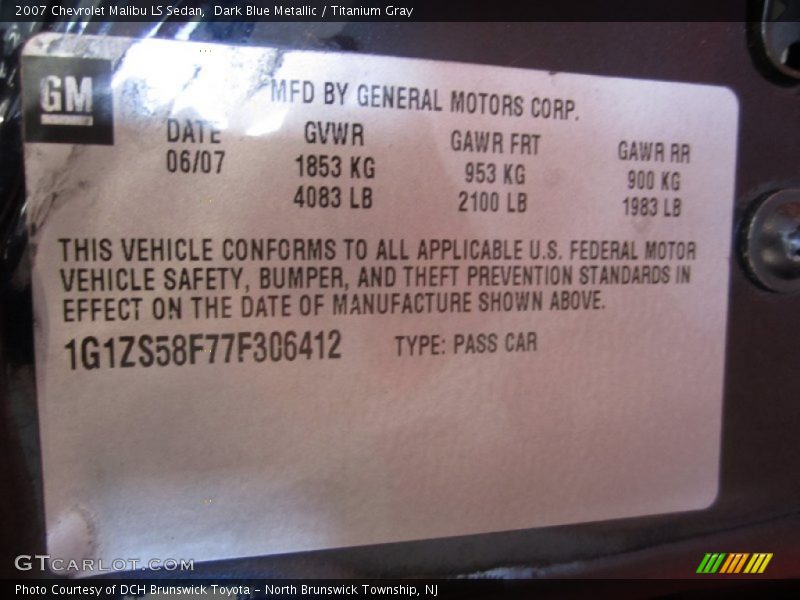 2007 Chevrolet Malibu LS Sedan, Dark Blue Metallic / Titanium Gray
GM
MFD BY GENERAL MOTORS CORP.
DATE GVWR GAWR FRT GAWR RR
06/07 1853 KG 953 KG 900 KG
4083 LB 2100 LB 1983 LB
THIS VEHICLE CONFORMS TO ALL APPLICABLE U.S. FEDERAL MOTOR
VEHICLE SAFETY, BUMPER, AND THEFT PREVENTION STANDARDS IN
EFFECT ON THE DATE OF MANUFACTURE SHOWN ABOVE.
1G1ZS58F77F306412 TYPE: PASS CAR
GTCARLOT.COM
Photo Courtesy of DCH Brunswick Toyota - North Brunswick Township, NJ